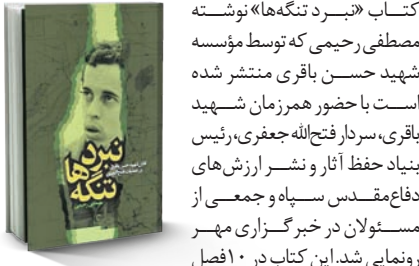 کتاب «نبرد تنگه‌ها» نوشته
مصطفی رحیمی که توسط مؤسسه
شهید حسن باقری منتشر شده
است با حضور همرزمان شهید
باقری، سردار فتح‌الله جعفری، رئیس
بنیاد حفظ آثار و نشر ارزش‌های
دفاع‌مقدس سپاه و جمعی از
مسئولان در خبرگزاری مهر
رونمایی شد. این کتاب در ۱۰ فصل
نبرد
تنگه‌ها